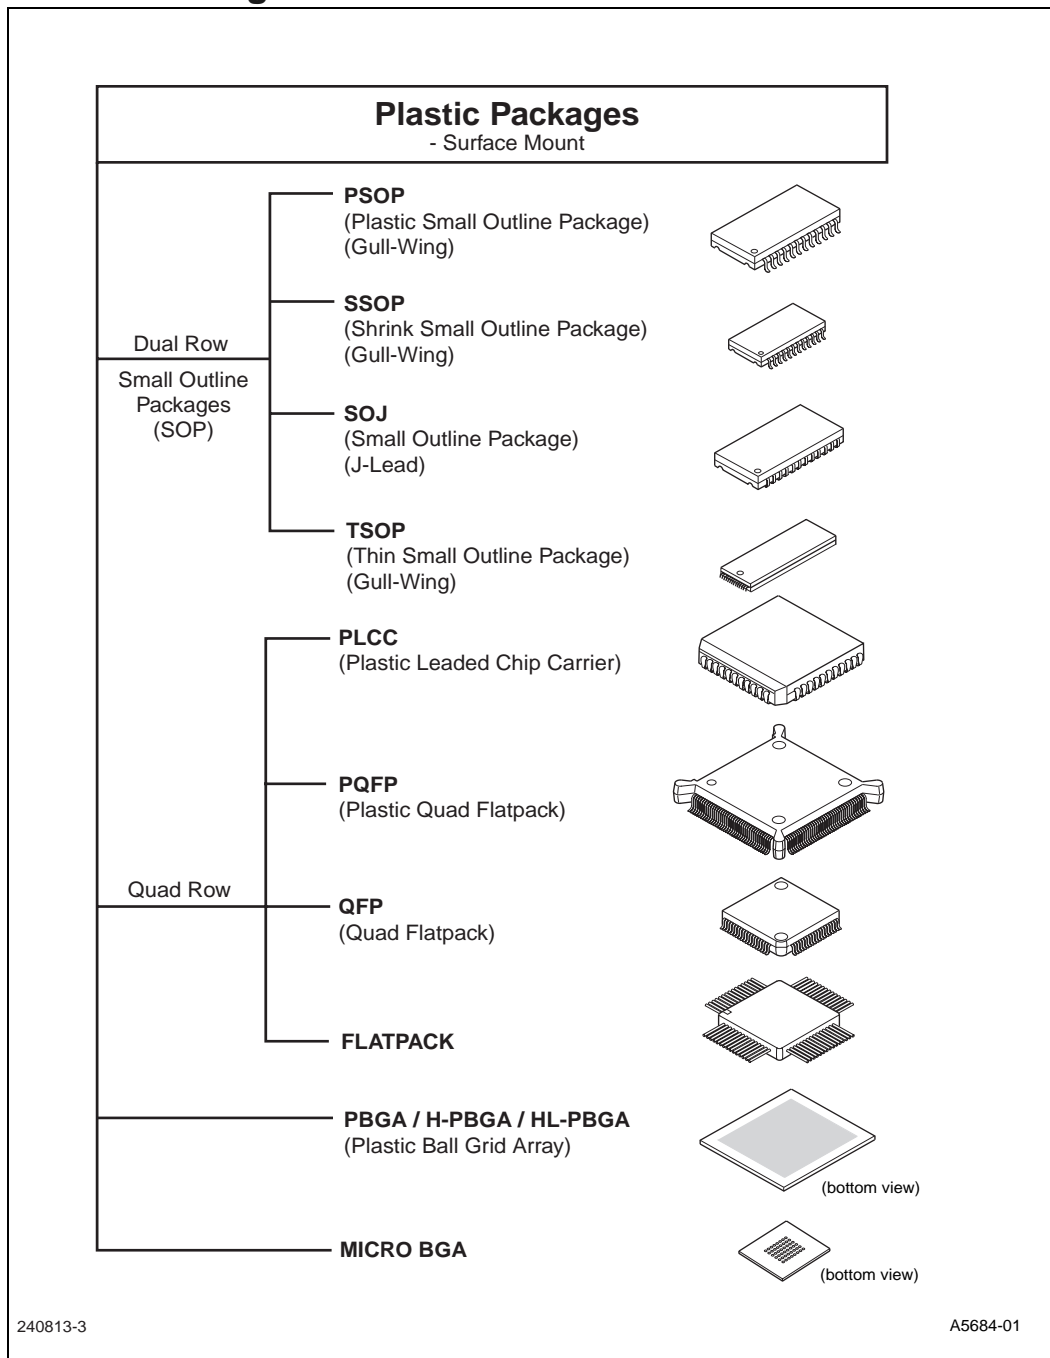 Plastic Packages
- Surface Mount
PSOP
(Plastic Small Outline Package)
(Gull-Wing)
SSOP
(Shrink Small Outline Package)
(Gull-Wing)
Dual Row
Small Outline
Packages
(SOP)
SOJ
(Small Outline Package)
(J-Lead)
TSOP
(Thin Small Outline Package)
(Gull-Wing)
PLCC
(Plastic Leaded Chip Carrier)
PQFP
(Plastic Quad Flatpack)
Quad Row
QFP
(Quad Flatpack)
FLATPACK
PBGA / H-PBGA / HL-PBGA
(Plastic Ball Grid Array)
(bottom view)
MICRO BGA
(bottom view)
240813-3
A5684-01